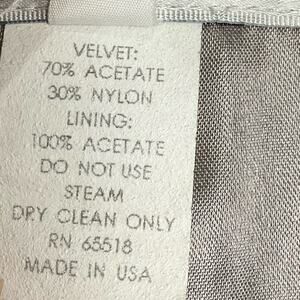 VELVET:
70% ACETATE
30% NYLON
LINING:
100% ACETATE
DO NOT USE
STEAM
DRY CLEAN ONLY
RN 65518
MADE IN USA